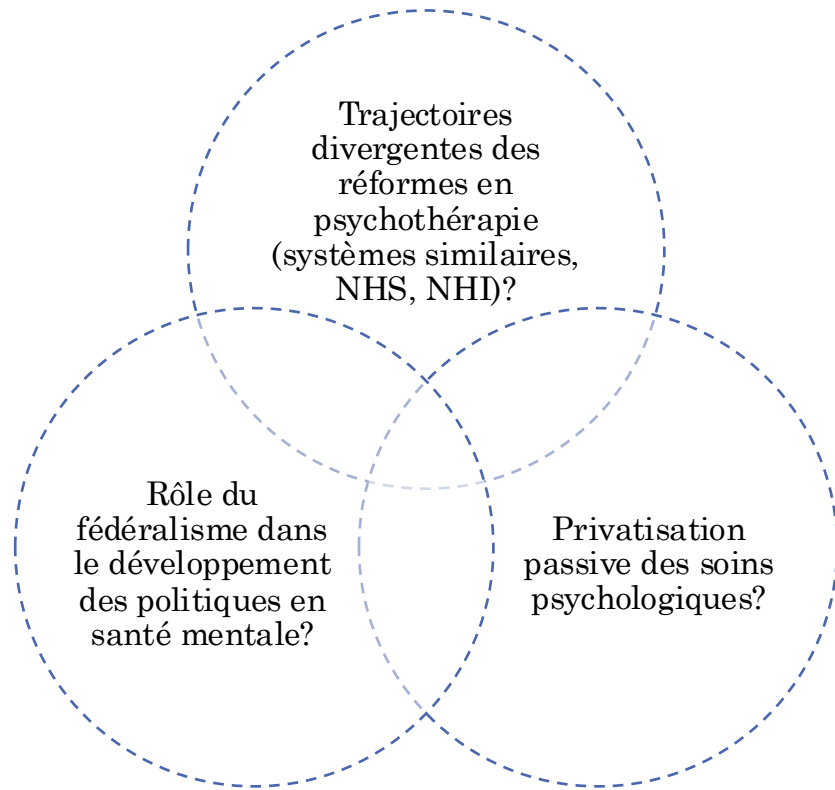 Trajectoires
divergentes des
réformes en
psychothérapie
(systèmes similaires,
NHS, NHI)?
Rôle du
fédéralisme dans
le développement
des politiques en
santé mentale?
Privatisation
passive des soins
psychologiques?